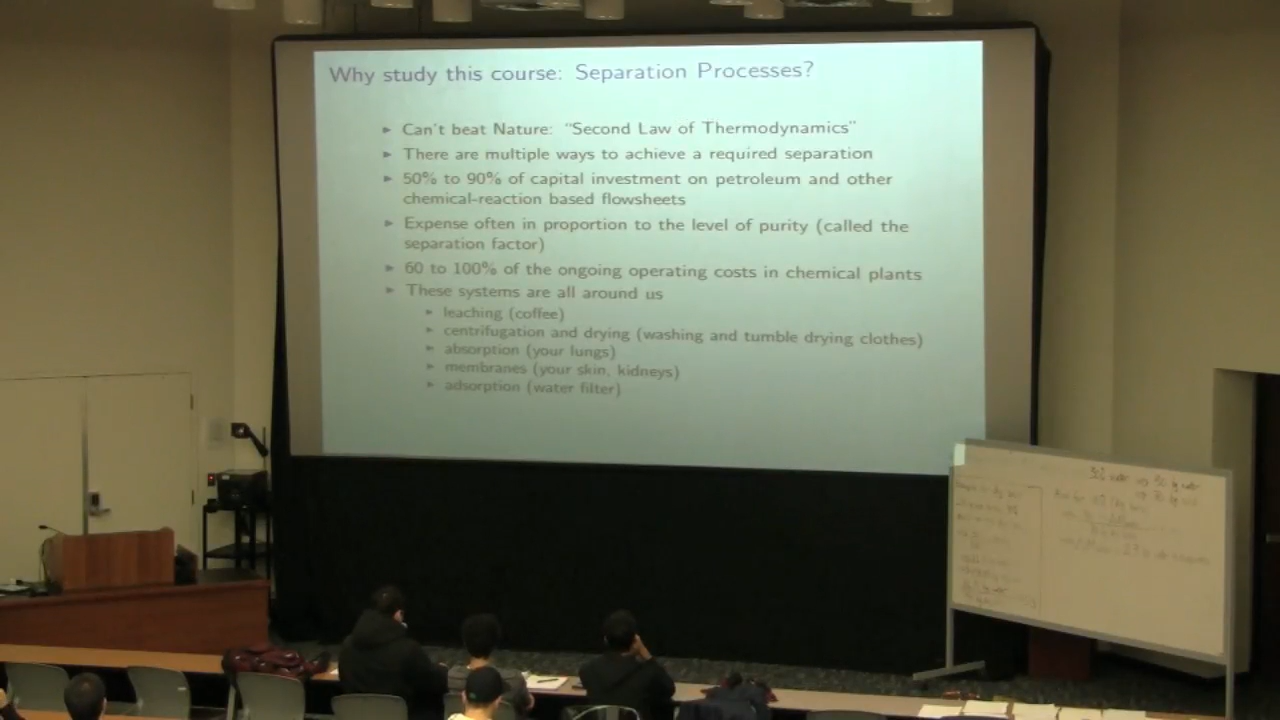 Why study this course: Separation Processes?
▸ Can't beat Nature: "Second Law of Thermodynamics"
▸ There are multiple ways to achieve a required separation
▸ 50% to 90% of capital investment on petroleum and other
chemical-reaction based flowsheets
▸ Expense often in proportion to the level of purity (called the
separation factor)
▸ 60 to 100% of the ongoing operating costs in chemical plants
▸ These systems are all around us
▸ leaching (coffee)
▸ centrifugation and drying (washing and tumble drying clothes)
▸ absorption (your lungs)
▸ membranes (your skin, kidneys)
▸ adsorption (water filter)